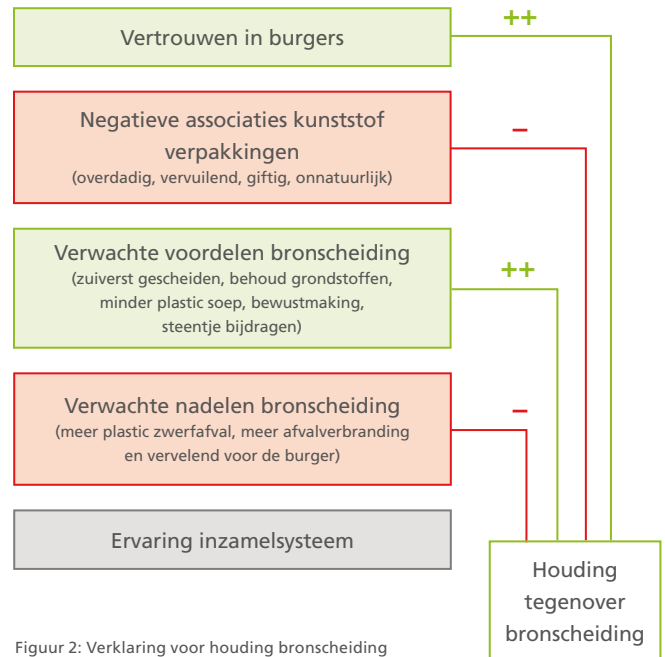 Vertrouwen in burgers
++
Negatieve associaties kunststof
verpakkingen
(overdadig, vervuilend, giftig, onnatuurlijk)
–
Verwachte voordelen bronscheiding
(zuiverst gescheiden, behoud grondstoffen,
minder plastic soep, bewustmaking,
steentje bijdragen)
++
Verwachte nadelen bronscheiding
(meer plastic zwerfafval, meer afvalverbranding
en vervelend voor de burger)
–
Ervaring inzamelsysteem
Houding
tegenover
bronscheiding
Figuur 2: Verklaring voor houding bronscheiding